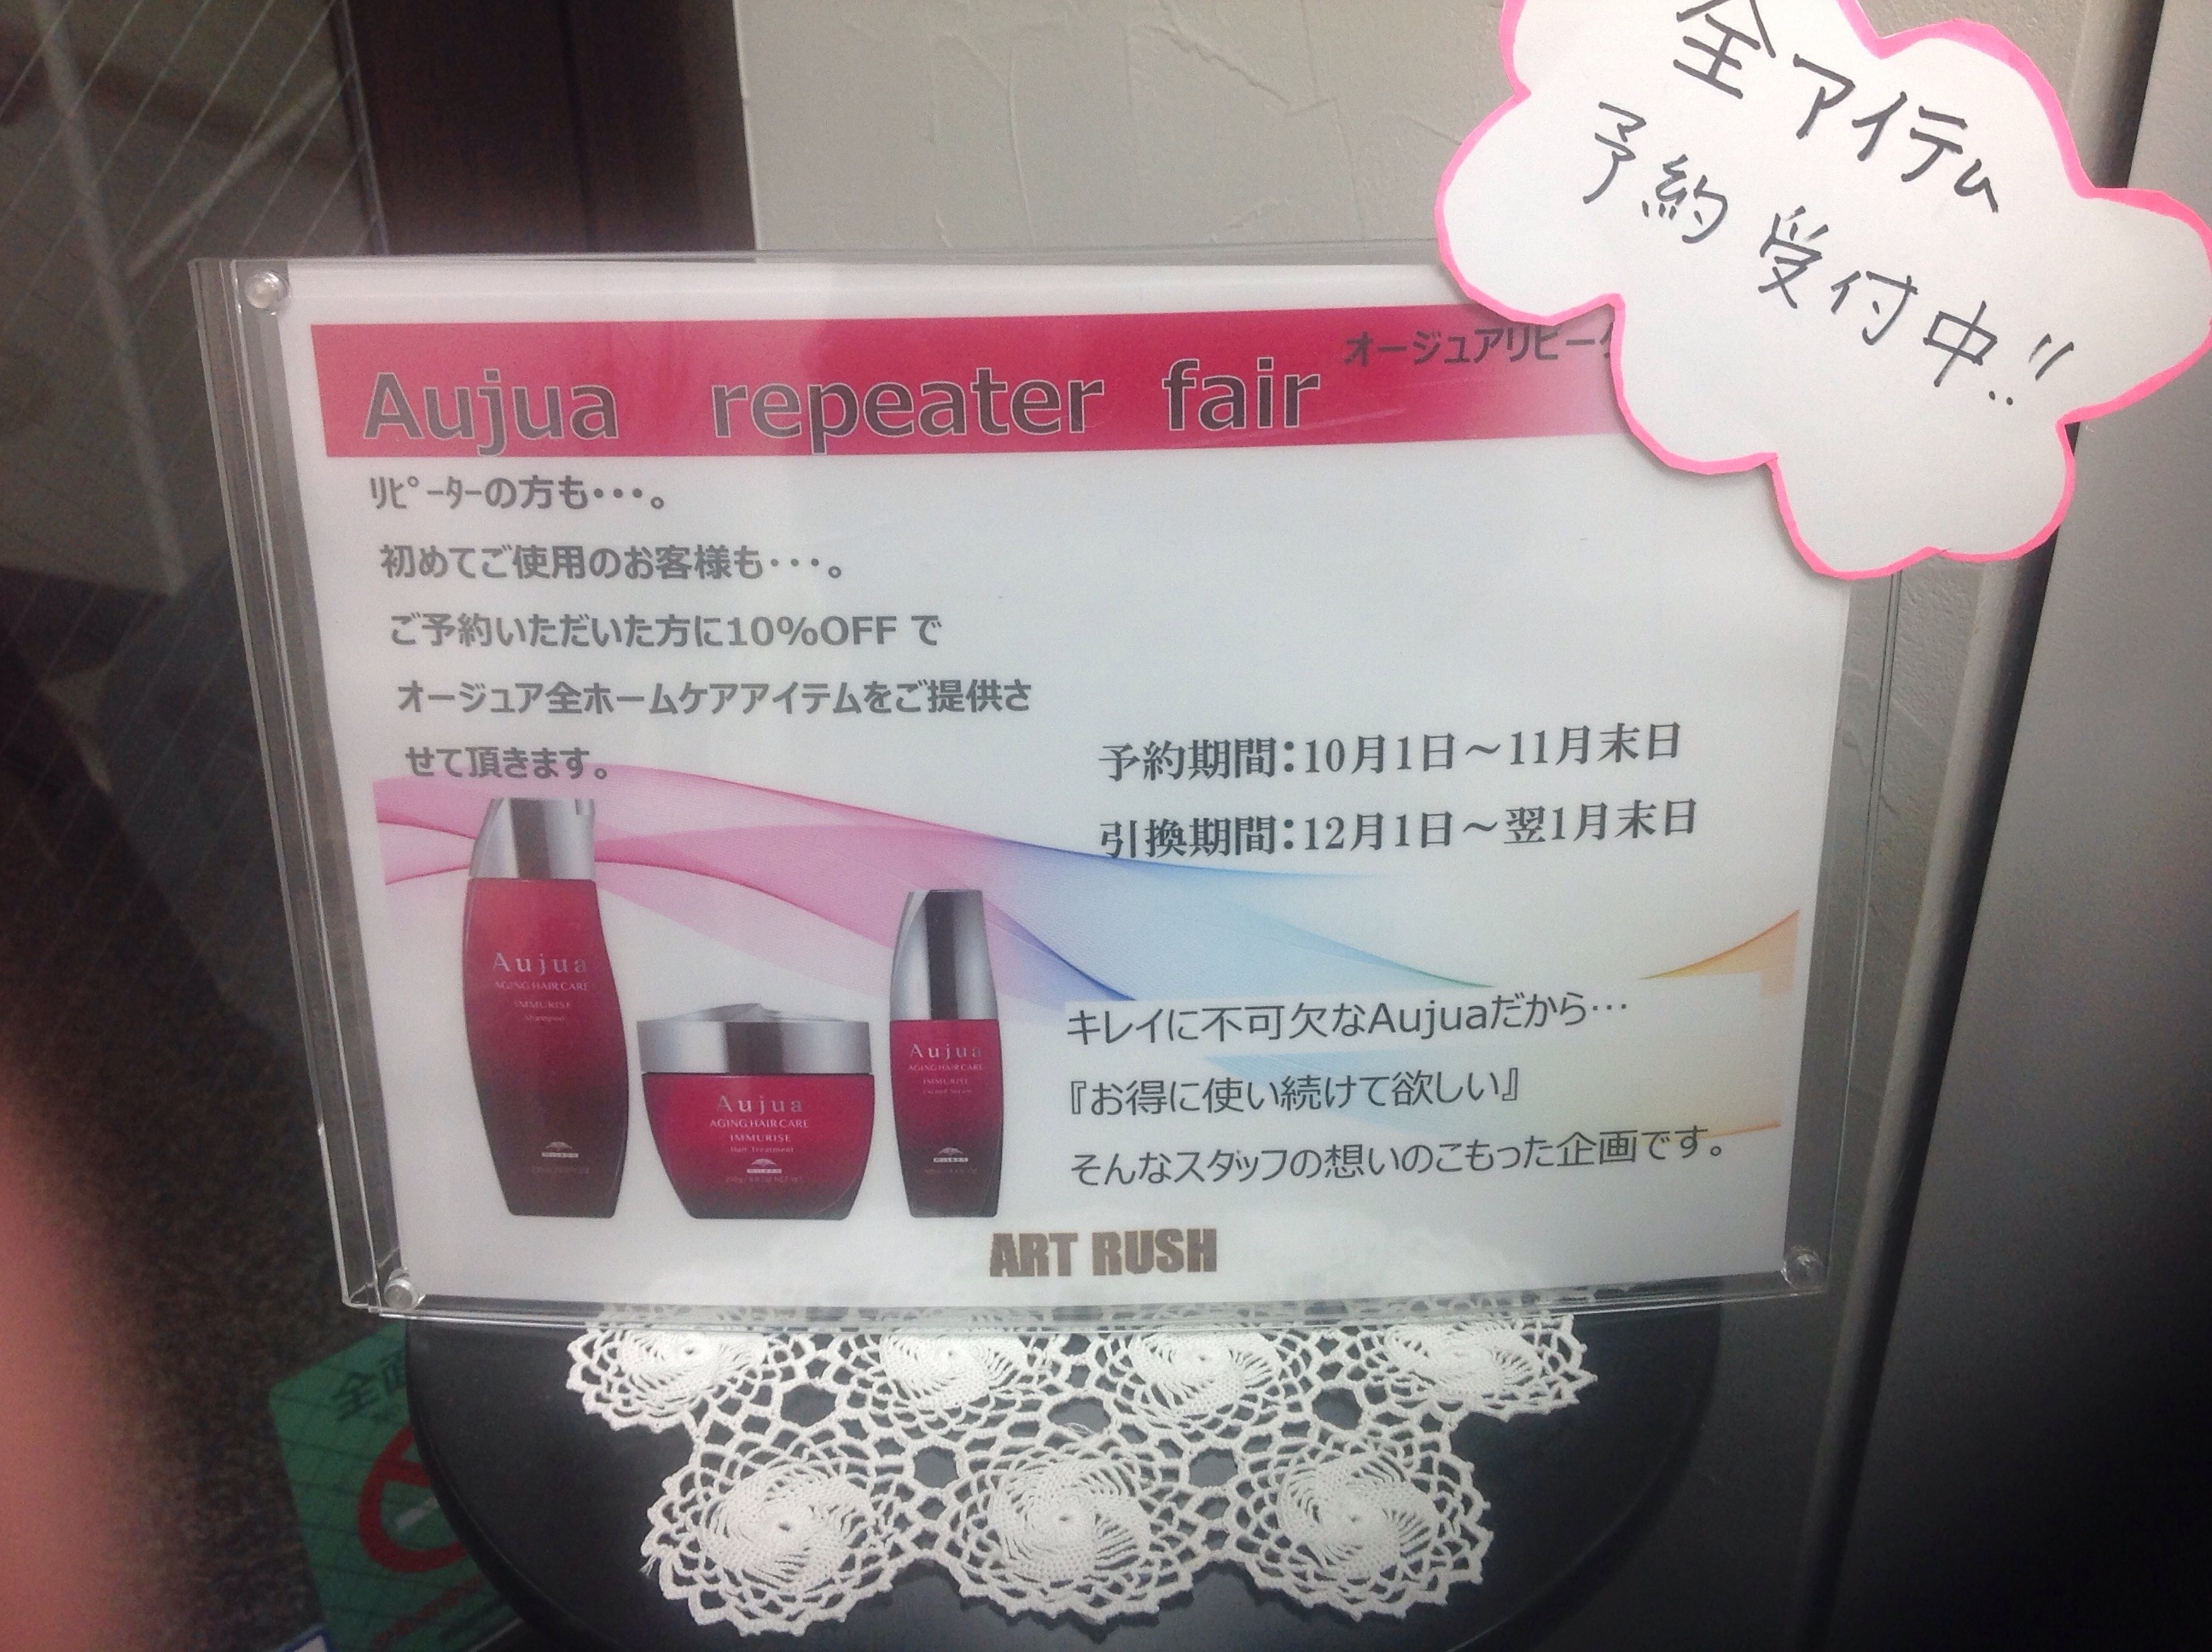 全アイテム
予約受付中!!
Aujua repeater fair
オージュアリピー
ﾘﾋﾟｰﾀｰの方も・・・。
初めてご使用のお客様も・・・。
ご予約いただいた方に10%OFF で
オージュア全ホームケアアイテムをご提供さ
せて頂きます。
予約期間：10月1日～11月末日
引換期間：12月1日～翌1月末日
Aujua
AGING HAIR CARE
IMMURISE
Shampoo
Aujua
AGING HAIR CARE
IMMURISE
Hair Treatment
Aujua
AGING HAIR CARE
IMMURISE
キレイに不可欠なAujuaだから…
『お得に使い続けて欲しい』
そんなスタッフの想いのこもった企画です。
ART RUSH
全